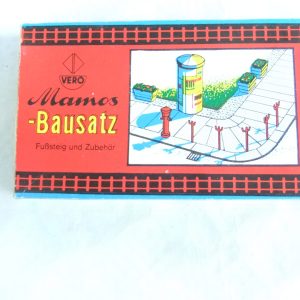 VERO
Mamos
-Bausatz
Fußsteig und Zubehör